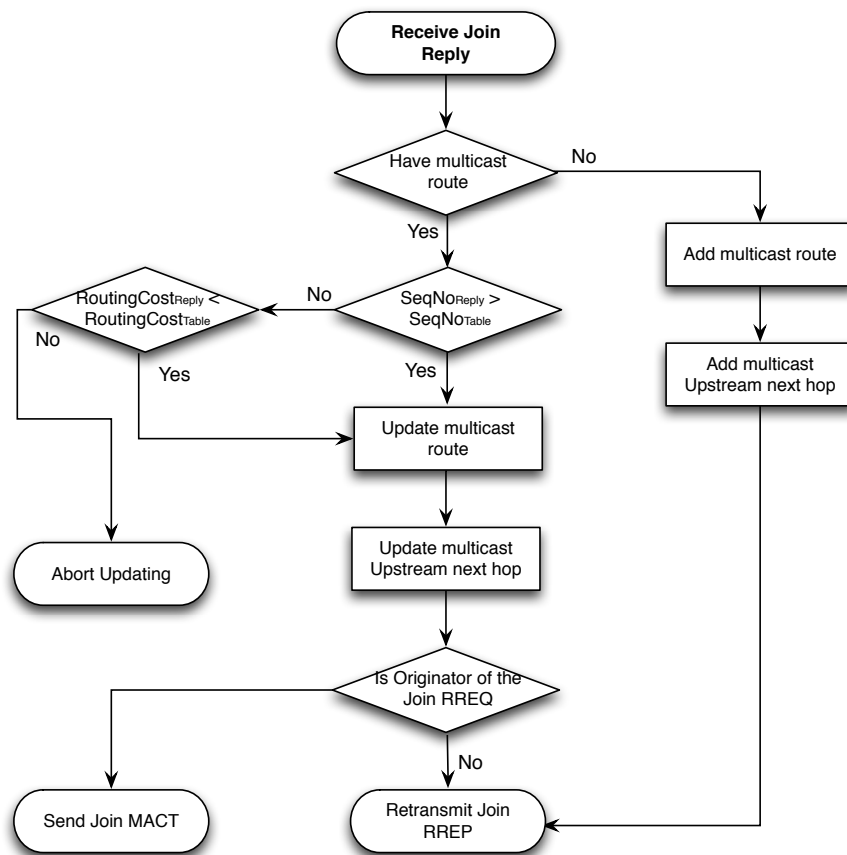 Receive Join
Reply
Have multicast
route
No
Yes
Add multicast route
RoutingCostReply <
RoutingCostTable
No
SeqNoReply >
SeqNoTable
No
Yes
Yes
Add multicast
Upstream next hop
Update multicast
route
Update multicast
Upstream next hop
Abort Updating
Is Originator of the
Join RREQ
No
Send Join MACT
Retransmit Join
RREP